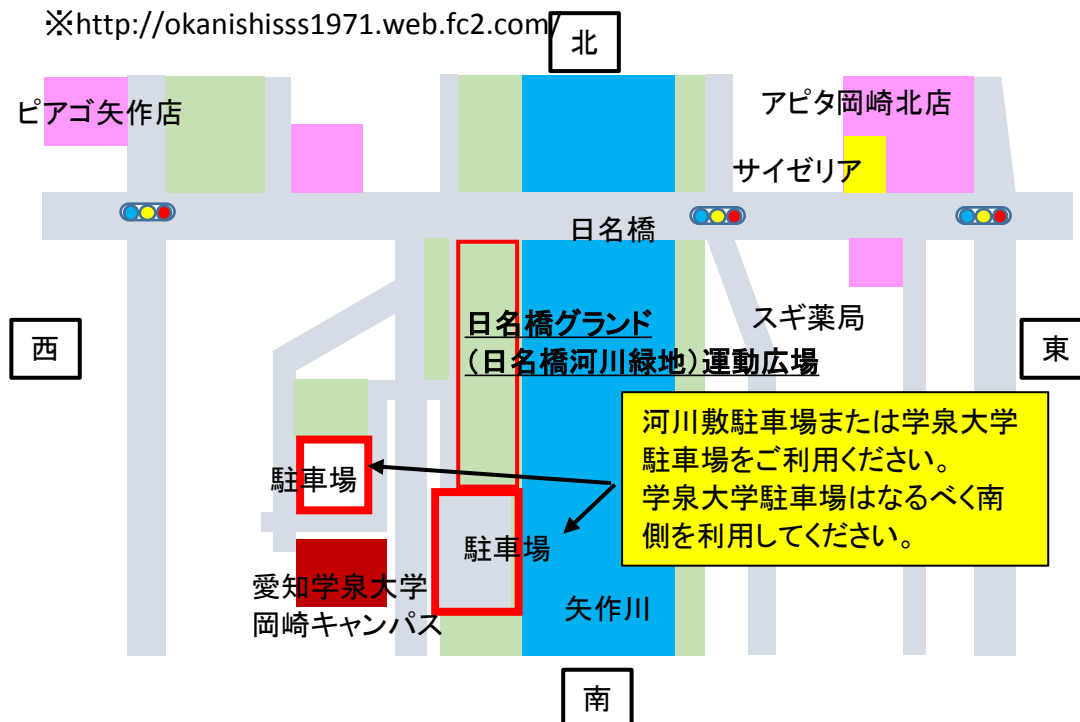 ※http://okanishisss1971.web.fc2.com/
北
ピアゴ矢作店
アピタ岡崎北店
サイゼリア
日名橋
西
日名橋グランド
（日名橋河川緑地）運動広場
スギ薬局
東
河川敷駐車場または学泉大学
駐車場をご利用ください。
学泉大学駐車場はなるべく南
側を利用してください。
駐車場
駐車場
愛知学泉大学
岡崎キャンパス
矢作川
南